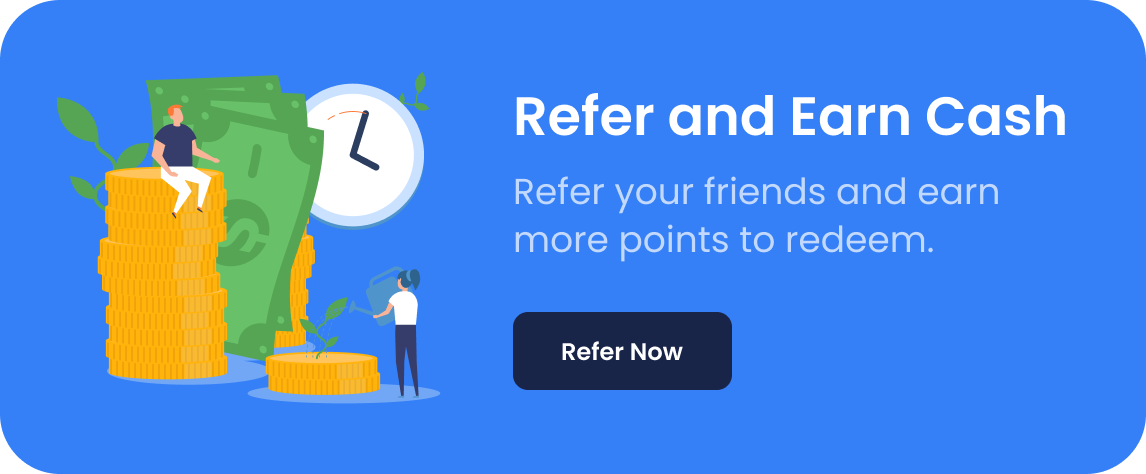 Refer and Earn Cash
Refer your friends and earn
more points to redeem.
Refer Now